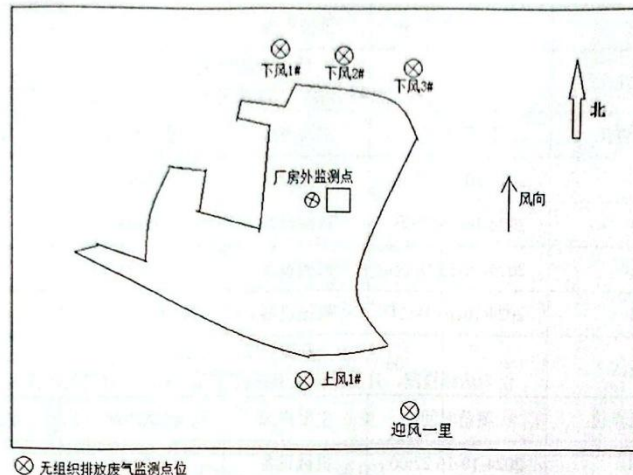 下风1#
下风2#
下风3#
北
厂房外监测点
风向
上风1#
迎风一里
无组织排放废气监测点位